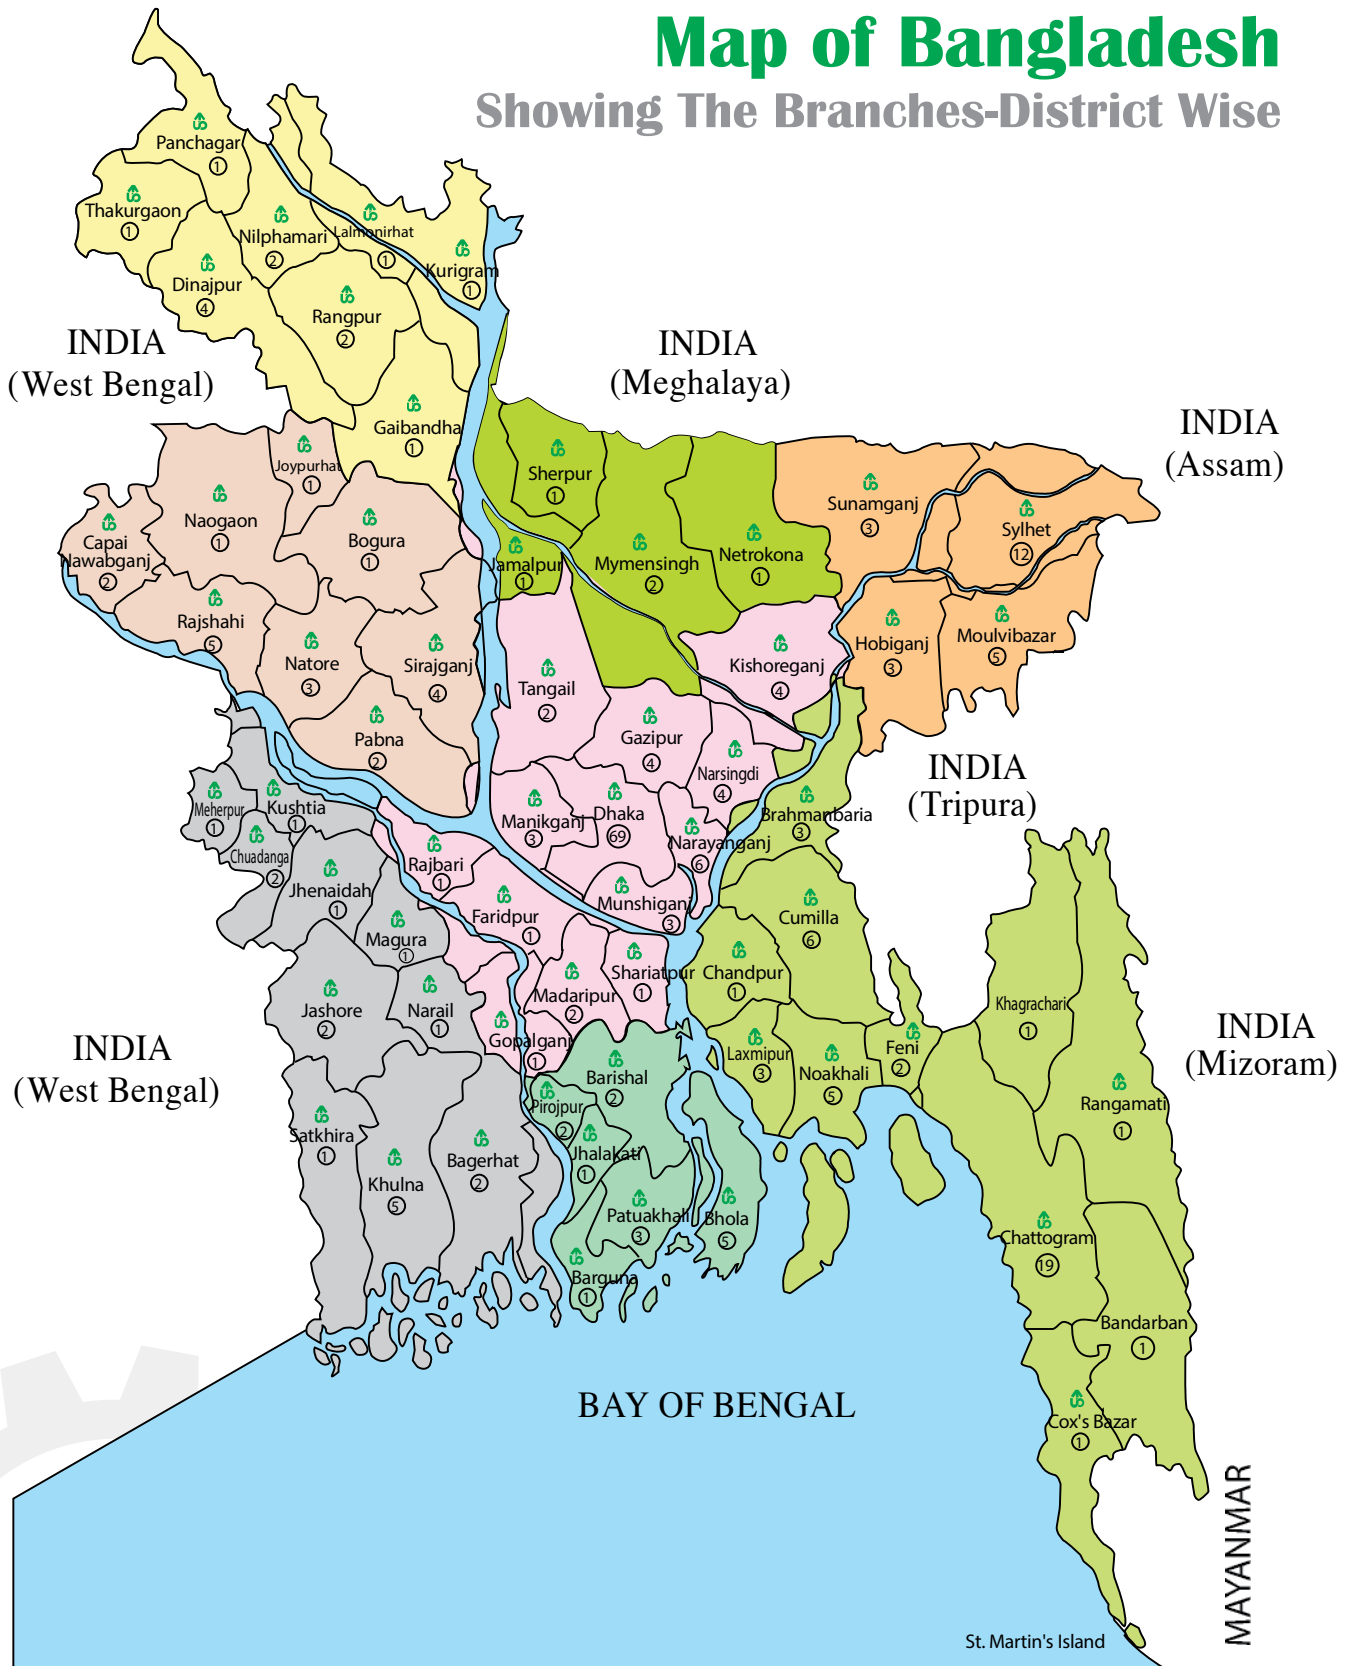 Map of Bangladesh
Showing The Branches-District Wise
Panchagar
1
Thakurgaon
1
Nilphamari
2
Lalmonirhat
1
Kurigram
1
Dinajpur
4
Rangpur
2
INDIA
(West Bengal)
INDIA
(Meghalaya)
Gaibandha
1
INDIA
(Assam)
Joypurhat
1
Sherpur
1
Sunamganj
3
Sylhet
12
Naogaon
1
Capai
Nawabganj
2
Bogura
1
Jamalpur
1
Mymensingh
2
Netrokona
1
Rajshahi
5
Natore
3
Sirajganj
4
Kishoreganj
4
Hobiganj
3
Moulvibazar
5
Tangail
2
Pabna
2
Gazipur
4
Narsingdi
4
INDIA
(Tripura)
Meherpur
1
Kushtia
1
Manikganj
3
Dhaka
69
Brahmanbaria
3
Narayanganj
6
Chuadanga
2
Rajbari
1
Jhenaidah
1
Munshiganj
3
Faridpur
1
Cumilla
6
Magura
1
Shariatpur
1
Chandpur
1
Madaripur
2
Jashore
2
Narail
1
Khagrachari
1
Gopalganj
1
INDIA
(West Bengal)
INDIA
(Mizoram)
Laxmipur
3
Noakhali
5
Feni
2
Barishal
2
Pirojpur
2
Rangamati
1
Satkhira
1
Jhalakati
1
Bagerhat
2
Khulna
5
Patuakhali
3
Bhola
5
Chattogram
19
Barguna
1
Bandarban
1
BAY OF BENGAL
Cox's Bazar
1
MAYANMAR
St. Martin's Island